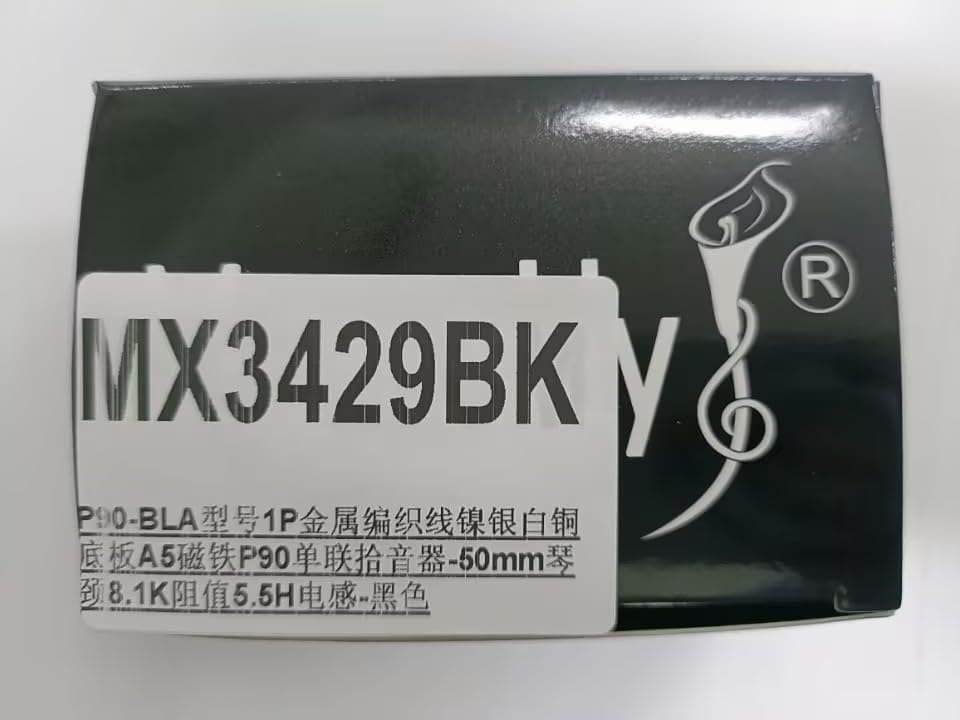 MX3429BK
y
®
P90-BLA型号1P金属编织线镍银白铜
底板A5磁铁P90单联拾音器-50mm琴
颈8.1K阻值5.5H电感-黑色